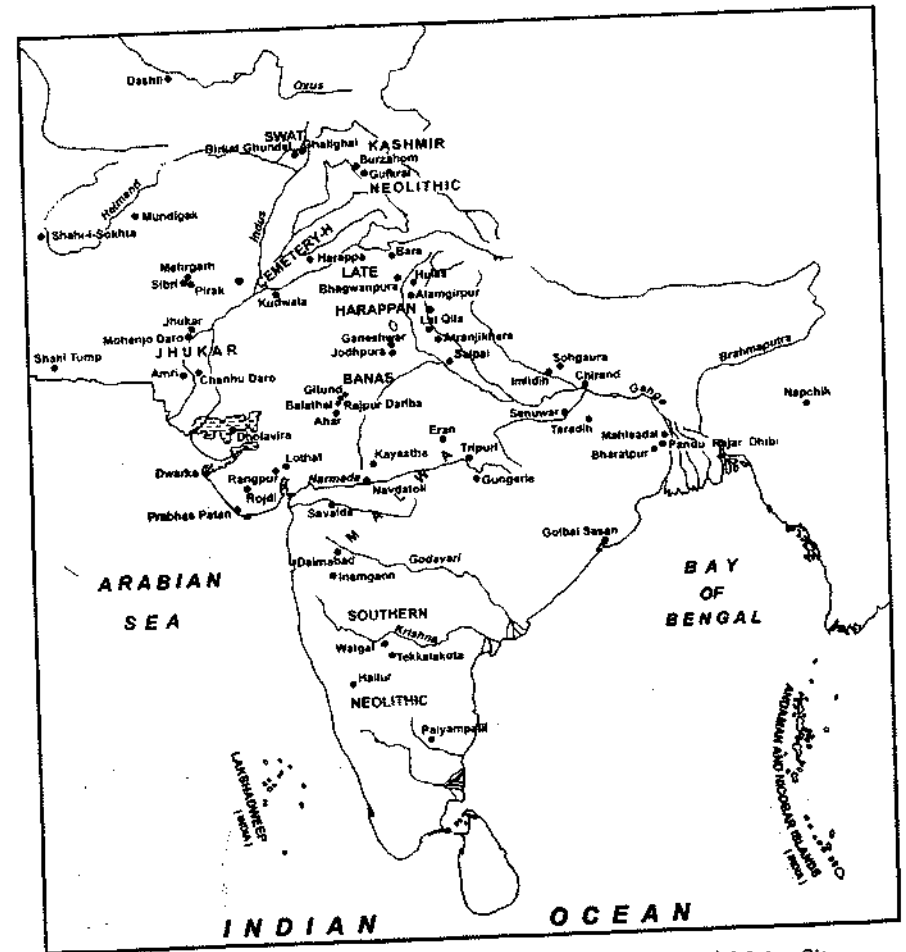 Dashli
Oxus
SWAT
Ghalighai
KASHMIR
Burzahom
Gufkral
NEOLITHIC
Helmand
Mundigak
Shahr-i-Sokhta
Indus
CEMETERY-H
Harappa
Bara
Mehrgarh
Sibri
Pirak
Kudwala
LATE
Bhagwanpura
Hulas
Alamgirpur
HARAPPAN
Lal Qila
Atranjikhera
Jhukar
Mohenjo Daro
JHUKAR
Ganeshwar
Jodhpura
Saipai
Shahi Tump
Amri
Chanhu Daro
BANAS
Gilund
Balathal
Rajpur Dariba
Ahar
Sohgaura
Imlidih
Chirand
Ganga
Brahmaputra
Napchik
Senuwar
Taradih
Mahisadal
Pandu Rajar Dhibi
Bharatpur
Dholavira
Eran
Tripuri
Kayastha
Lothal
Dwarka
Rangpur
Narmada
Navdatoli
Gungeria
Rojdi
Prabhas Patan
Savalda
MALWA
Golbai Sasan
Daimabad
Godavari
Inamgaon
ARABIAN
SEA
BAY
OF
BENGAL
SOUTHERN
Krishna
Watgal
Tekkalakota
Hallur
NEOLITHIC
Paiyampalli
LAKSHADWEEP
(INDIA)
ANDAMAN AND NICOBAR ISLANDS
(INDIA)
INDIAN OCEAN